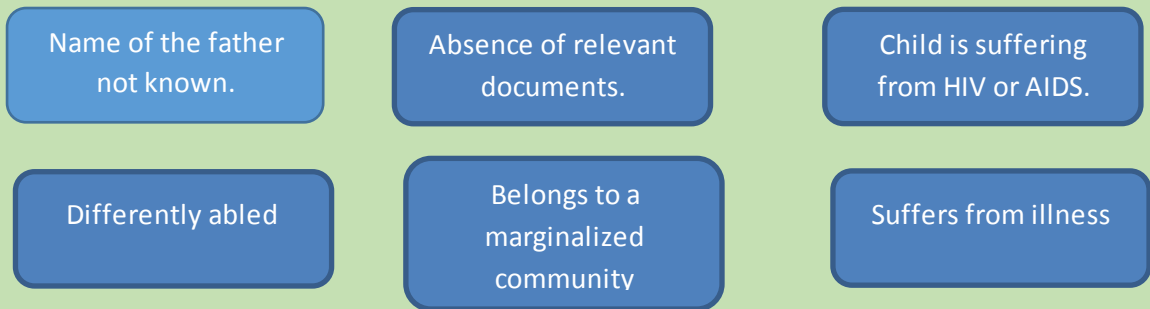 Name of the father
not known.
Absence of relevant
documents.
Child is suffering
from HIV or AIDS.
Differently abled
Belongs to a
marginalized
community
Suffers from illness